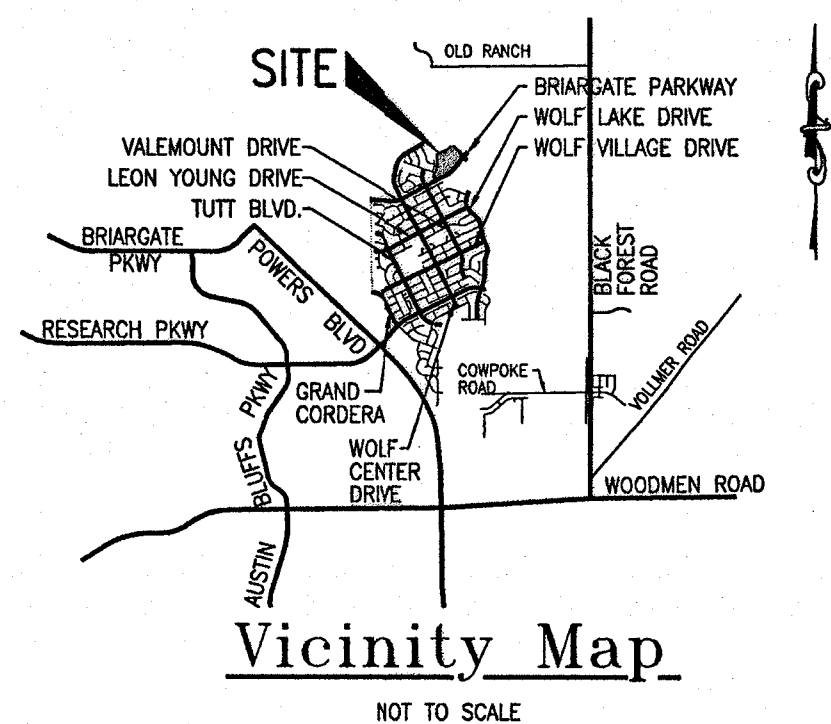 OLD RANCH
SITE
BRIARGATE PARKWAY
WOLF LAKE DRIVE
WOLF VILLAGE DRIVE
VALEMOUNT DRIVE
LEON YOUNG DRIVE
TUTT BLVD.
BRIARGATE
PKWY
POWERS BLVD
BLACK
FOREST
ROAD
RESEARCH PKWY
VOLLMER ROAD
COWPOKE
ROAD
GRAND
CORDERA
WOLF
CENTER
DRIVE
AUSTIN BLUFFS PKWY
WOODMEN ROAD
Vicinity Map
NOT TO SCALE